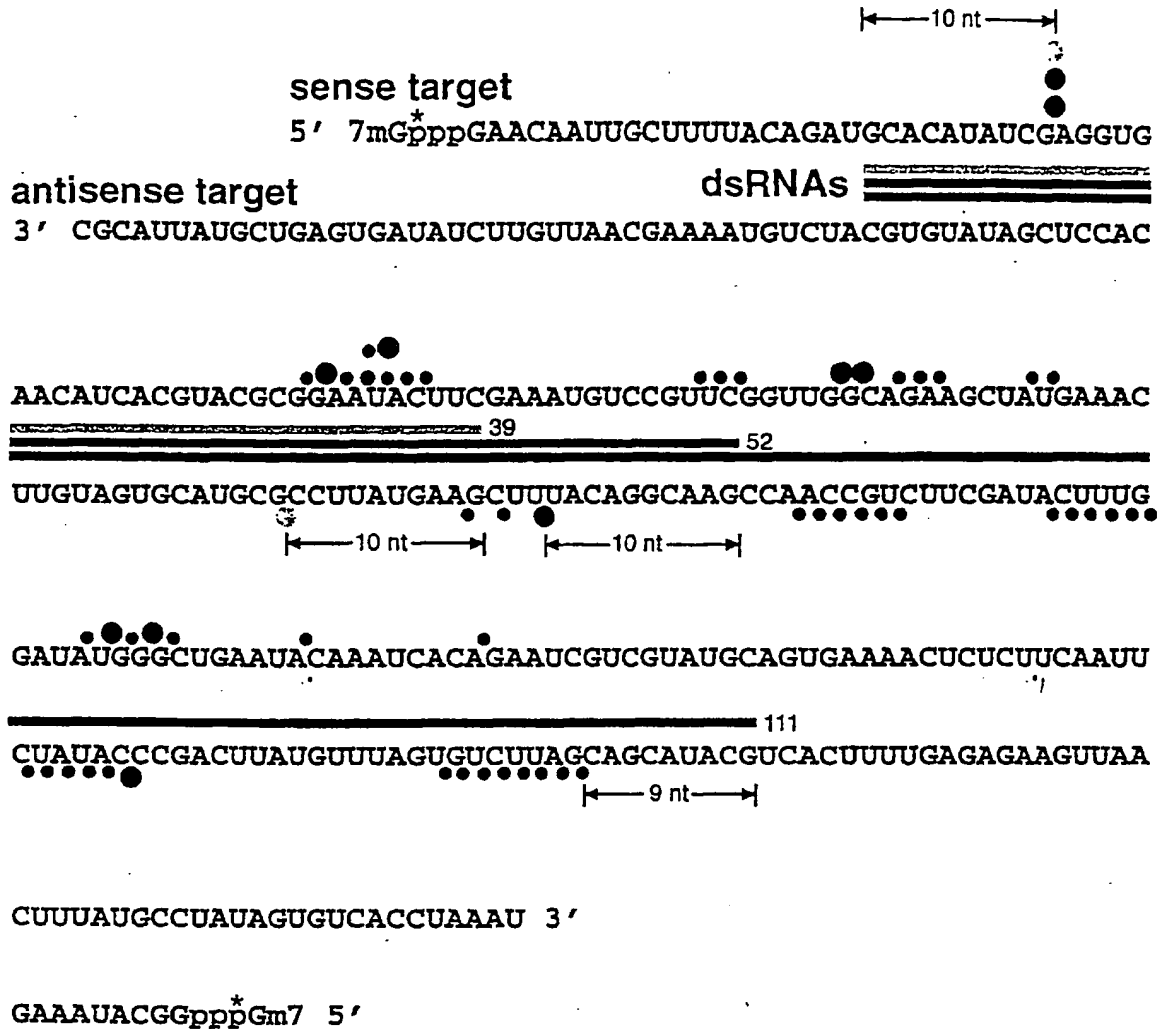 10 nt
sense target
5′ 7mGpppGAACAAUUGCUUUUACAGAUGCACAUAUCGAGGUG
*
antisense target
dsRNAs
3′ CGCAUUAUGCUGAGUGAUAUCUUGUUAACGAAAAUGUCUACGUGUAUAGCUCCAC
AACAUCACGUACGCGGAAUACUUCGAAAUGUCCGUUCGGUUGGCAGAAGCUAUGAAAC
39
52
UUGUAGUGCAUGCGCCUUAUGAAGCUUUACAGGCAAGCCAACCGUCUUCGAUACUUUG
10 nt
10 nt
GAUAUGGGCUGAAUACAAAUCACAGAAUCGUCGUAUGCAGUGAAAACUCUCUUCAAUU
111
CUAUACCCGACUUAUGUUUAGUGUCUUAGCAGCAUACGUCACUUUUGAGAGAAGUUAA
9 nt
CUUUAUGCCUAUAGUGUCACCUAAAU 3′
*
GAAAUACGGpppGm7 5′